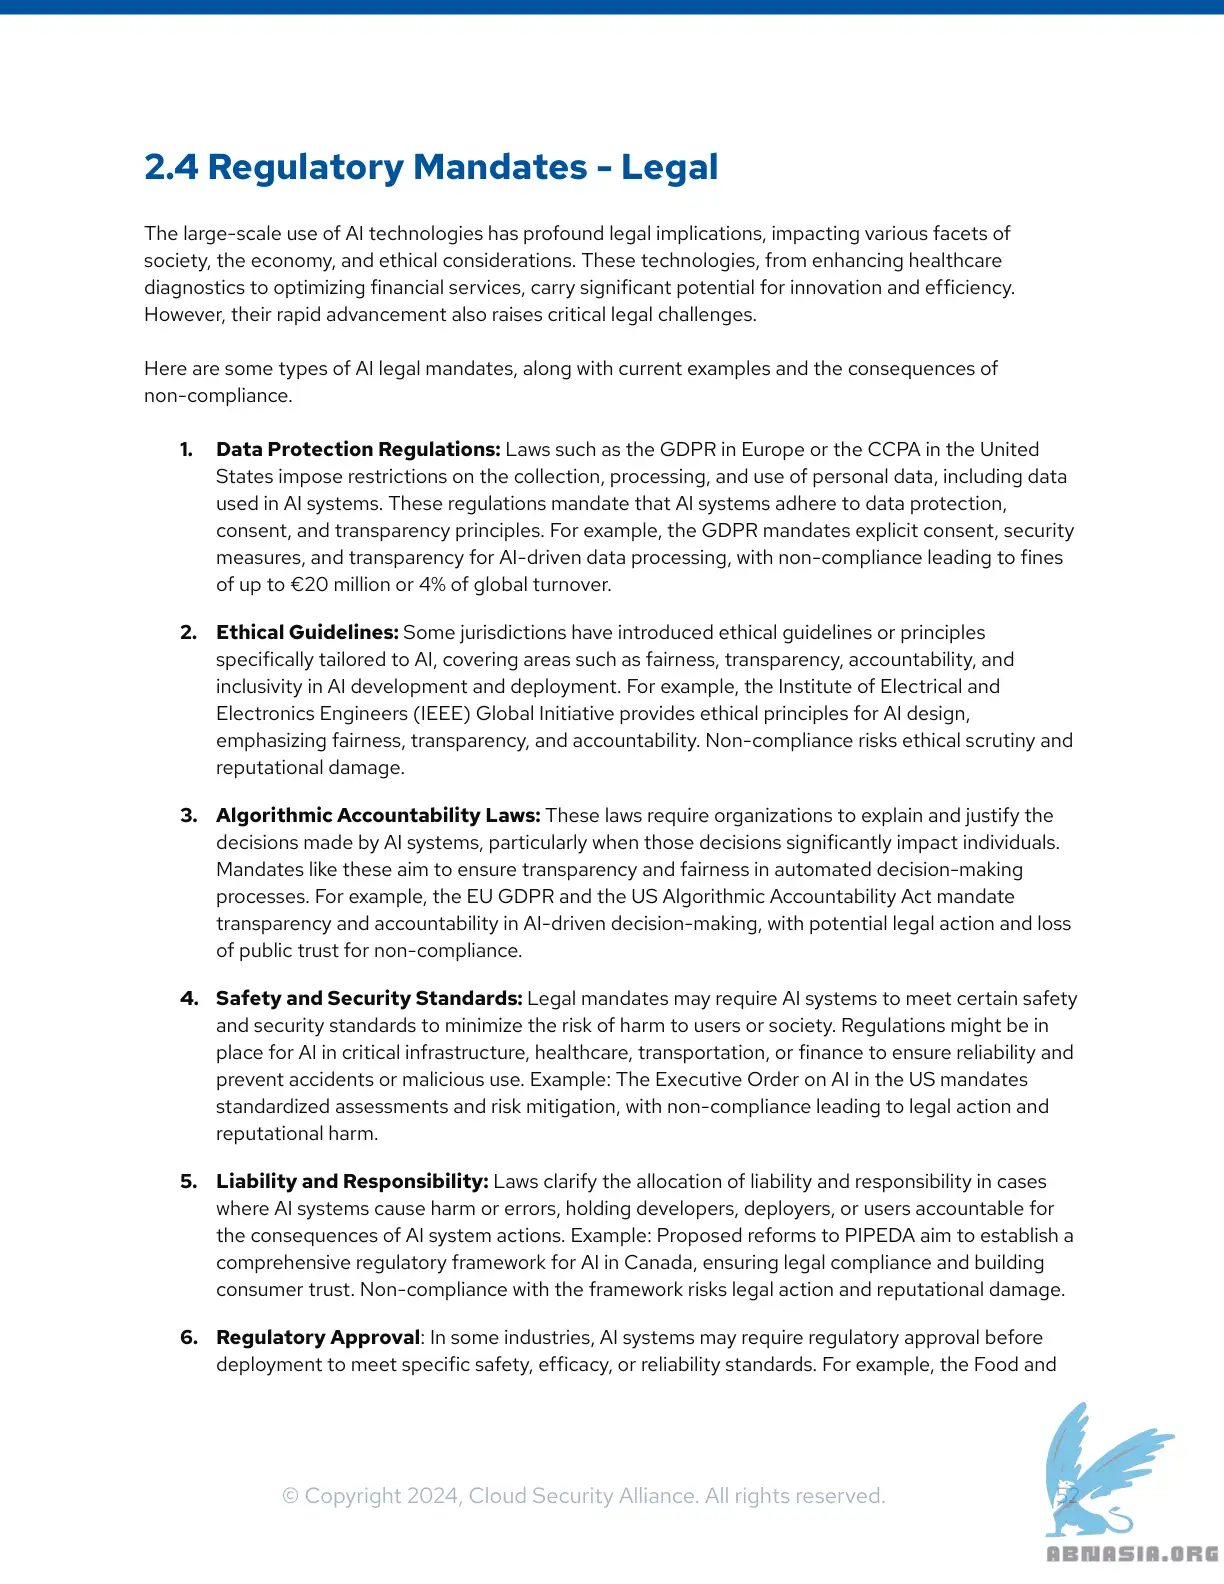 2.4 Regulatory Mandates - Legal
The large-scale use of AI technologies has profound legal implications, impacting various facets of
society, the economy, and ethical considerations. These technologies, from enhancing healthcare
diagnostics to optimizing financial services, carry significant potential for innovation and efficiency.
However, their rapid advancement also raises critical legal challenges.
Here are some types of AI legal mandates, along with current examples and the consequences of
non-compliance.
1. Data Protection Regulations: Laws such as the GDPR in Europe or the CCPA in the United
States impose restrictions on the collection, processing, and use of personal data, including data
used in AI systems. These regulations mandate that AI systems adhere to data protection,
consent, and transparency principles. For example, the GDPR mandates explicit consent, security
measures, and transparency for AI-driven data processing, with non-compliance leading to fines
of up to €20 million or 4% of global turnover.
2. Ethical Guidelines: Some jurisdictions have introduced ethical guidelines or principles
specifically tailored to AI, covering areas such as fairness, transparency, accountability, and
inclusivity in AI development and deployment. For example, the Institute of Electrical and
Electronics Engineers (IEEE) Global Initiative provides ethical principles for AI design,
emphasizing fairness, transparency, and accountability. Non-compliance risks ethical scrutiny and
reputational damage.
3. Algorithmic Accountability Laws: These laws require organizations to explain and justify the
decisions made by AI systems, particularly when those decisions significantly impact individuals.
Mandates like these aim to ensure transparency and fairness in automated decision-making
processes. For example, the EU GDPR and the US Algorithmic Accountability Act mandate
transparency and accountability in AI-driven decision-making, with potential legal action and loss
of public trust for non-compliance.
4. Safety and Security Standards: Legal mandates may require AI systems to meet certain safety
and security standards to minimize the risk of harm to users or society. Regulations might be in
place for AI in critical infrastructure, healthcare, transportation, or finance to ensure reliability and
prevent accidents or malicious use. Example: The Executive Order on AI in the US mandates
standardized assessments and risk mitigation, with non-compliance leading to legal action and
reputational harm.
5. Liability and Responsibility: Laws clarify the allocation of liability and responsibility in cases
where AI systems cause harm or errors, holding developers, deployers, or users accountable for
the consequences of AI system actions. Example: Proposed reforms to PIPEDA aim to establish a
comprehensive regulatory framework for AI in Canada, ensuring legal compliance and building
consumer trust. Non-compliance with the framework risks legal action and reputational damage.
6. Regulatory Approval: In some industries, AI systems may require regulatory approval before
deployment to meet specific safety, efficacy, or reliability standards. For example, the Food and
© Copyright 2024, Cloud Security Alliance. All rights reserved. 52
ABNASIA.ORG